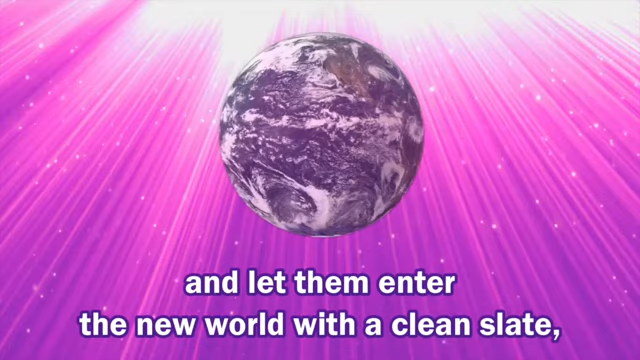 and let them enter
the new world with a clean slate,